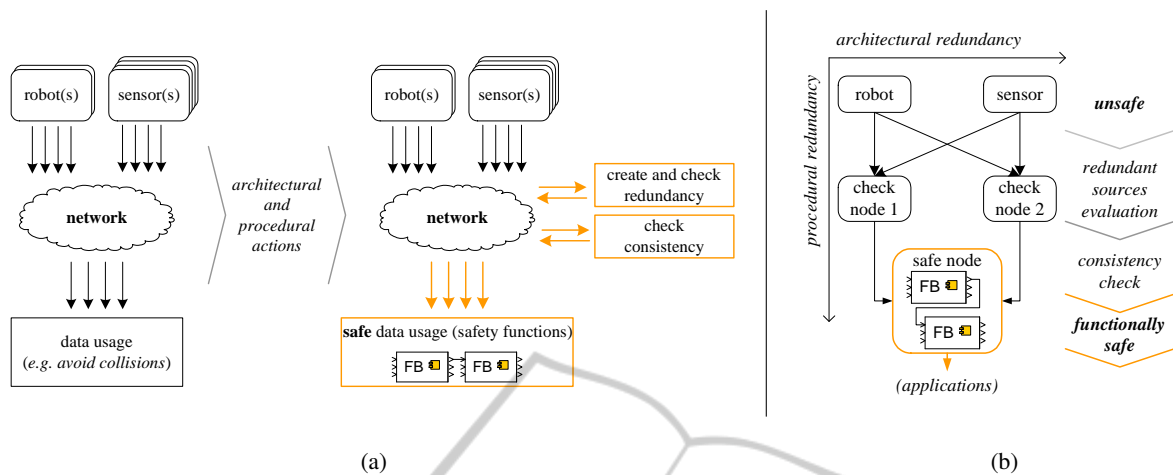 robot(s)
sensor(s)
network
data usage
(e.g. avoid collisions)
architectural
and
procedural
actions
robot(s)
sensor(s)
network
create and check
redundancy
check
consistency
safe data usage (safety functions)
FB
FB
(a)
architectural redundancy
procedural redundancy
robot
sensor
unsafe
check
node 1
check
node 2
redundant
sources
evaluation
safe node
FB
FB
consistency
check
functionally
safe
(applications)
(b)